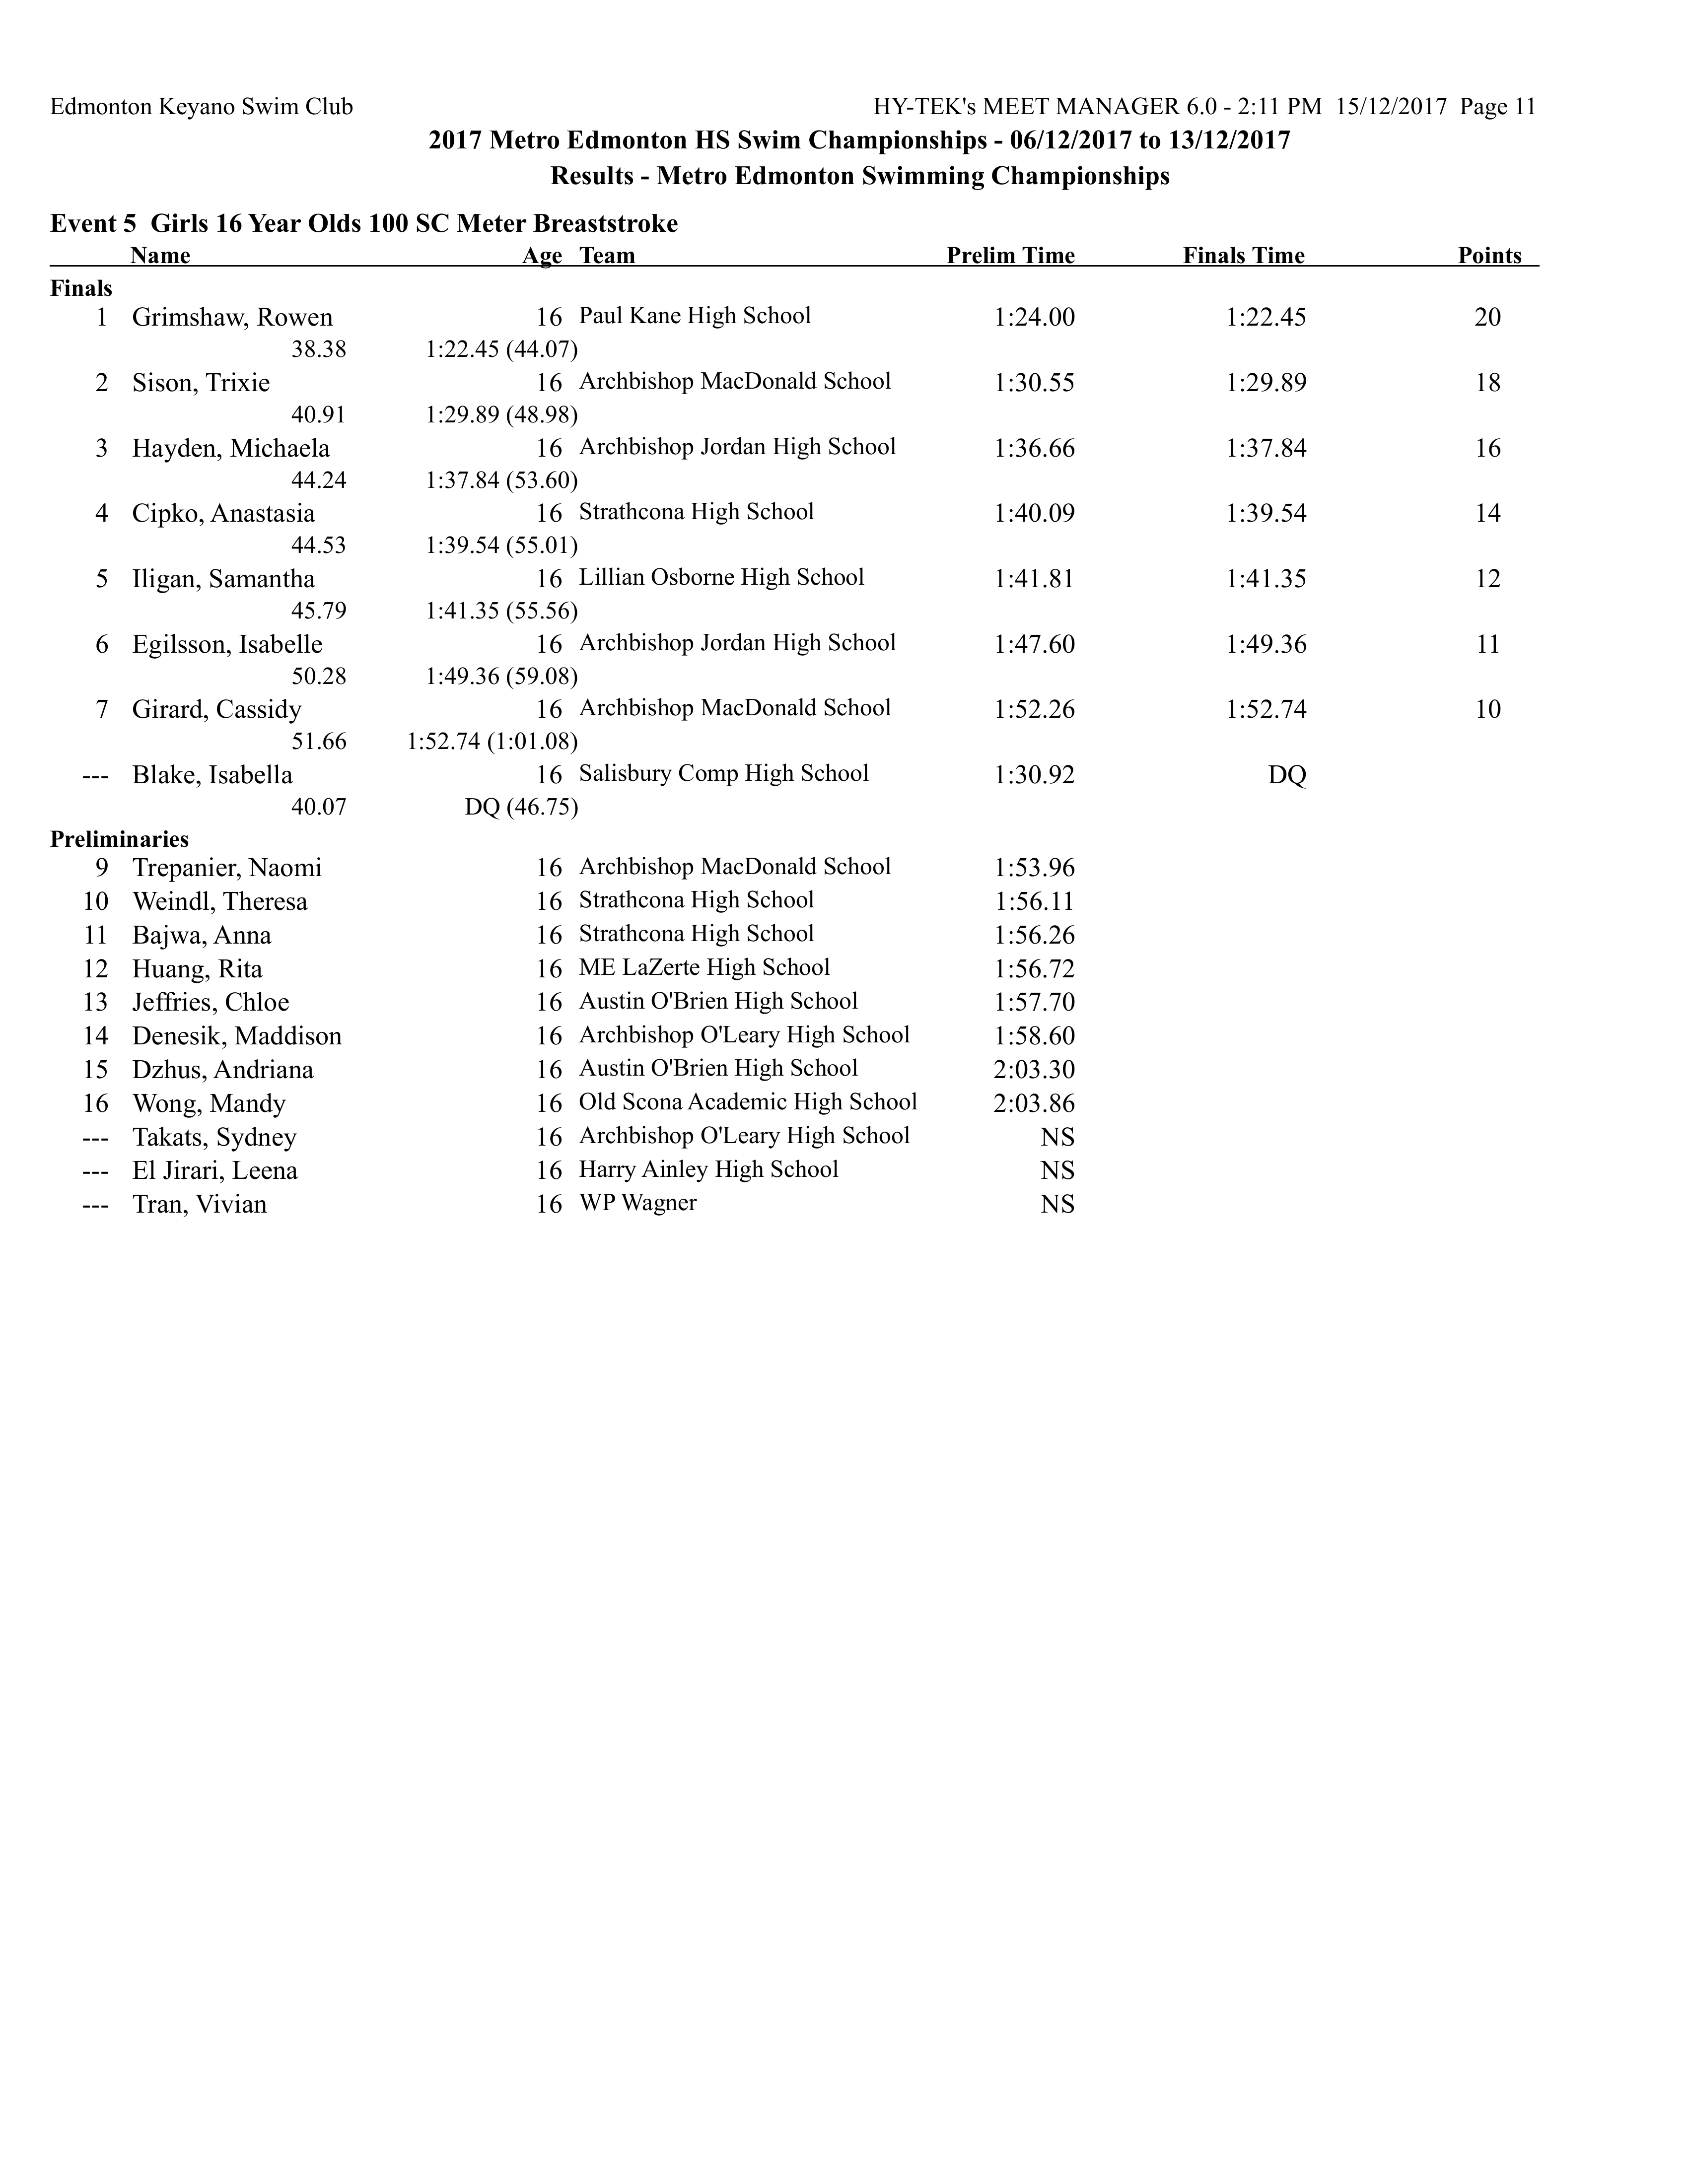 Edmonton Keyano Swim Club HY-TEK's MEET MANAGER 6.0 - 2:11 PM 15/12/2017 Page 11
2017 Metro Edmonton HS Swim Championships - 06/12/2017 to 13/12/2017
Results - Metro Edmonton Swimming Championships
Event 5 Girls 16 Year Olds 100 SC Meter Breaststroke
Name Age Team Prelim Time Finals Time Points
Finals
1 Grimshaw, Rowen 16 Paul Kane High School 1:24.00 1:22.45 20
38.38 1:22.45 (44.07)
2 Sison, Trixie 16 Archbishop MacDonald School 1:30.55 1:29.89 18
40.91 1:29.89 (48.98)
3 Hayden, Michaela 16 Archbishop Jordan High School 1:36.66 1:37.84 16
44.24 1:37.84 (53.60)
4 Cipko, Anastasia 16 Strathcona High School 1:40.09 1:39.54 14
44.53 1:39.54 (55.01)
5 Iligan, Samantha 16 Lillian Osborne High School 1:41.81 1:41.35 12
45.79 1:41.35 (55.56)
6 Egilsson, Isabelle 16 Archbishop Jordan High School 1:47.60 1:49.36 11
50.28 1:49.36 (59.08)
7 Girard, Cassidy 16 Archbishop MacDonald School 1:52.26 1:52.74 10
51.66 1:52.74 (1:01.08)
--- Blake, Isabella 16 Salisbury Comp High School 1:30.92 DQ
40.07 DQ (46.75)
Preliminaries
9 Trepanier, Naomi 16 Archbishop MacDonald School 1:53.96
10 Weindl, Theresa 16 Strathcona High School 1:56.11
11 Bajwa, Anna 16 Strathcona High School 1:56.26
12 Huang, Rita 16 ME LaZerte High School 1:56.72
13 Jeffries, Chloe 16 Austin O'Brien High School 1:57.70
14 Denesik, Maddison 16 Archbishop O'Leary High School 1:58.60
15 Dzhus, Andriana 16 Austin O'Brien High School 2:03.30
16 Wong, Mandy 16 Old Scona Academic High School 2:03.86
--- Takats, Sydney 16 Archbishop O'Leary High School NS
--- El Jirari, Leena 16 Harry Ainley High School NS
--- Tran, Vivian 16 WP Wagner NS